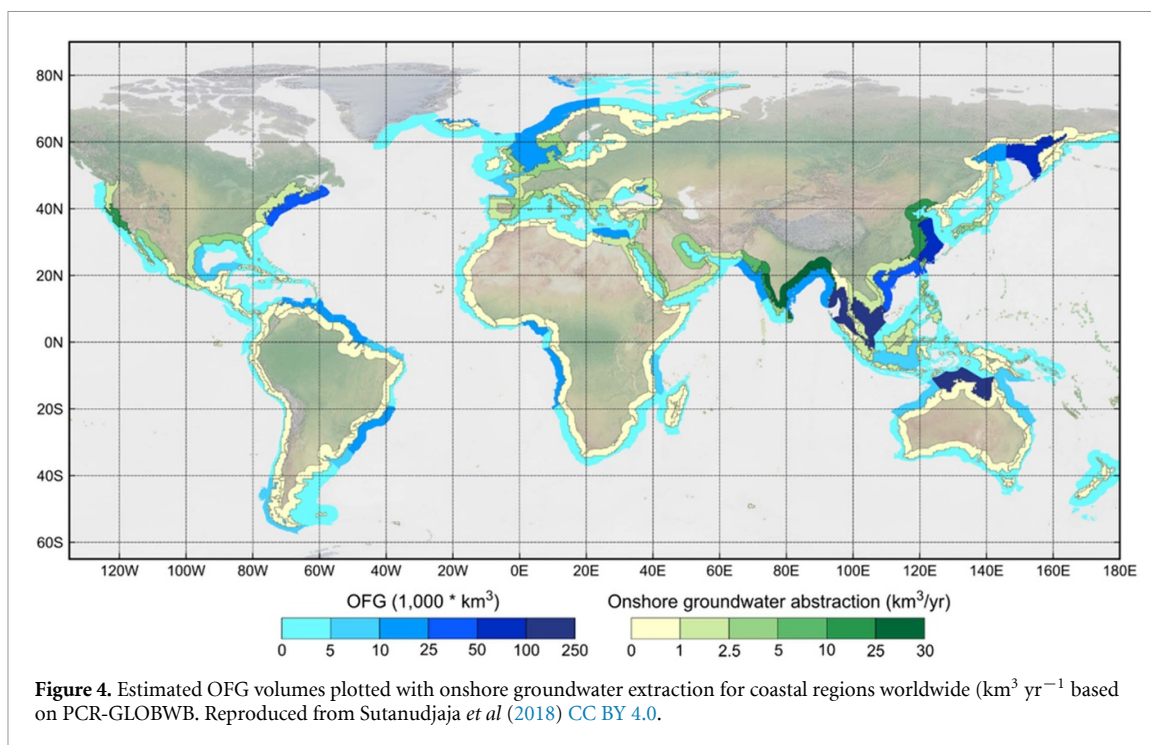 80N
60N
40N
20N
0N
20S
40S
60S
120W 100W 80W 60W 40W 20W 0E 20E 40E 60E 80E 100E 120E 140E 160E 180E
OFG (1,000 * km³) Onshore groundwater abstraction (km³/yr)
0 5 10 25 50 100 250 0 1 2.5 5 10 25 30
Figure 4. Estimated OFG volumes plotted with onshore groundwater extraction for coastal regions worldwide (km³ yr⁻¹ based
on PCR-GLOBWB. Reproduced from Sutanudjaja et al (2018) CC BY 4.0.